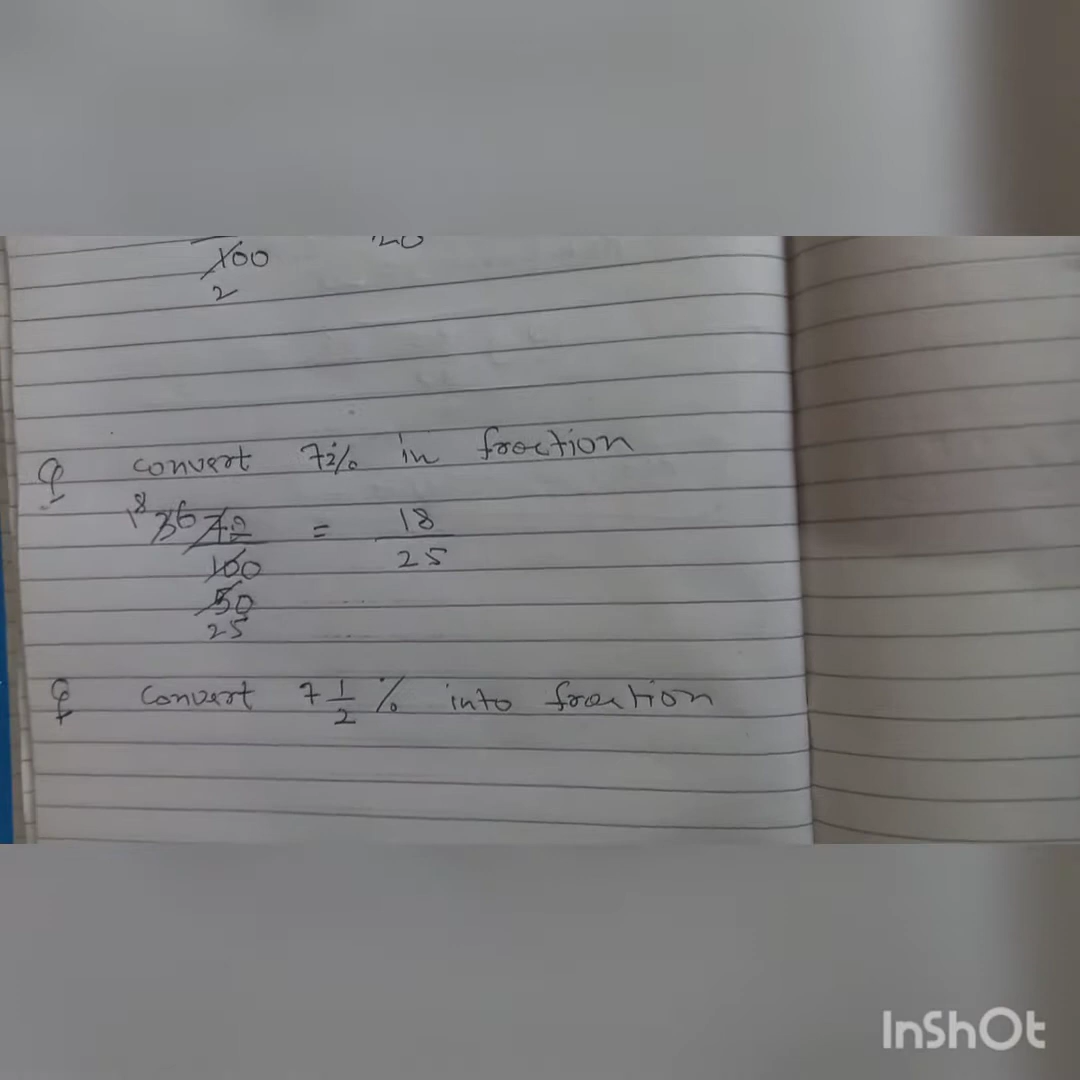 100
2
Q convert 72% in fraction
18 36 72 = 18
100 25
50
25
Q convert 7 1/2 % into fraction
InShOt